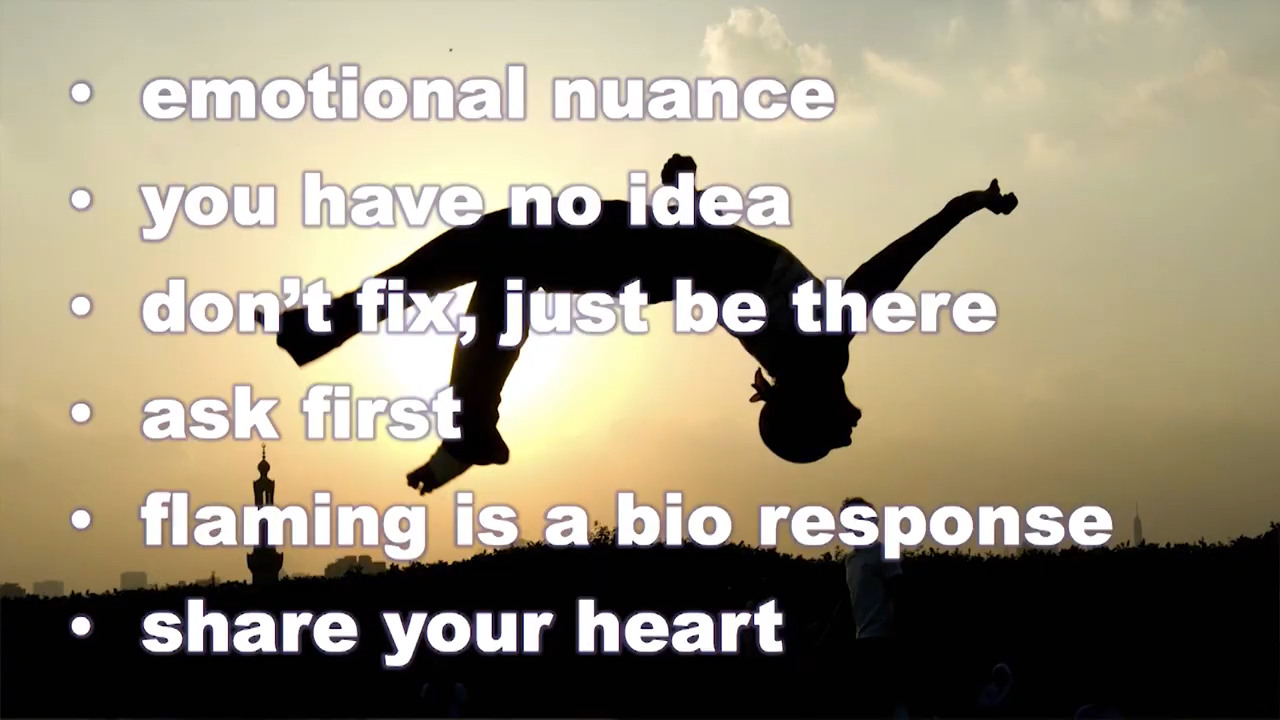 • emotional nuance
• you have no idea
• don’t fix, just be there
• ask first
• flaming is a bio response
• share your heart